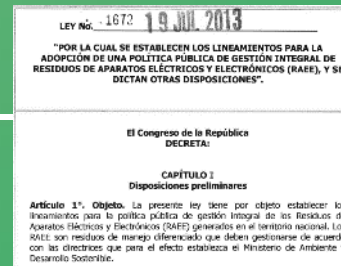 LEY No. 1672 19 JUL 2013
"POR LA CUAL SE ESTABLECEN LOS LINEAMIENTOS PARA LA
ADOPCIÓN DE UNA POLÍTICA PÚBLICA DE GESTIÓN INTEGRAL DE
RESIDUOS DE APARATOS ELÉCTRICOS Y ELECTRÓNICOS (RAEE), Y SE
DICTAN OTRAS DISPOSICIONES".
El Congreso de la República
DECRETA:
CAPÍTULO I
Disposiciones preliminares
Artículo 1°. Objeto. La presente ley tiene por objeto establecer lo
lineamientos para la política pública de gestión integral de los Residuos d
Aparatos Eléctricos y Electrónicos (RAEE) generados en el territorio nacional. Lo
RAEE son residuos de manejo diferenciado que deben gestionarse de acuerd
con las directrices que para el efecto establezca el Ministerio de Ambiente
Desarrollo Sostenible.